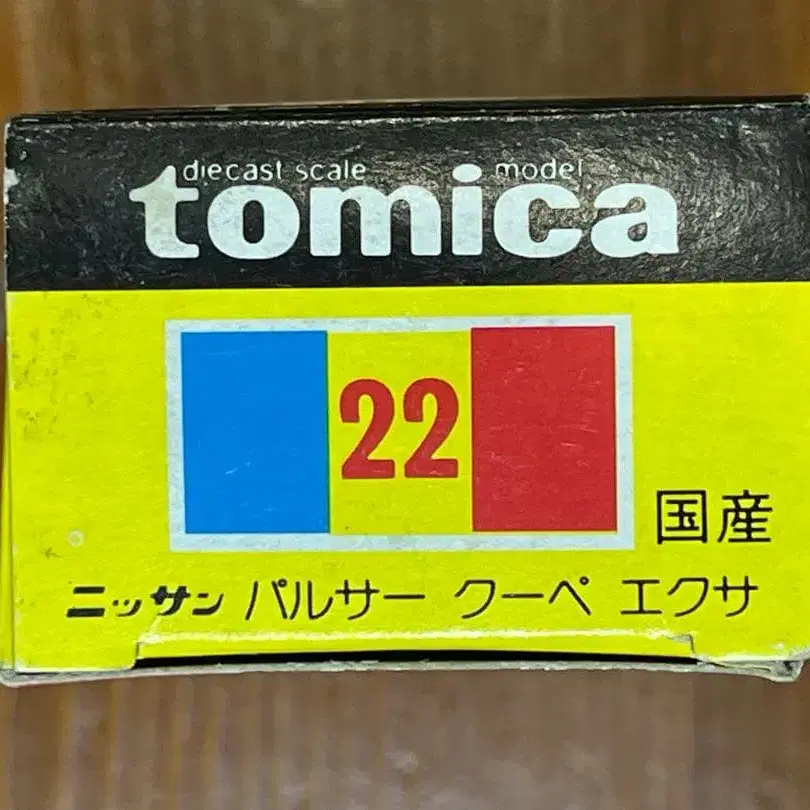 diecast scale model
tomica
22
国産
ニッサン パルサー クーペ エクサ